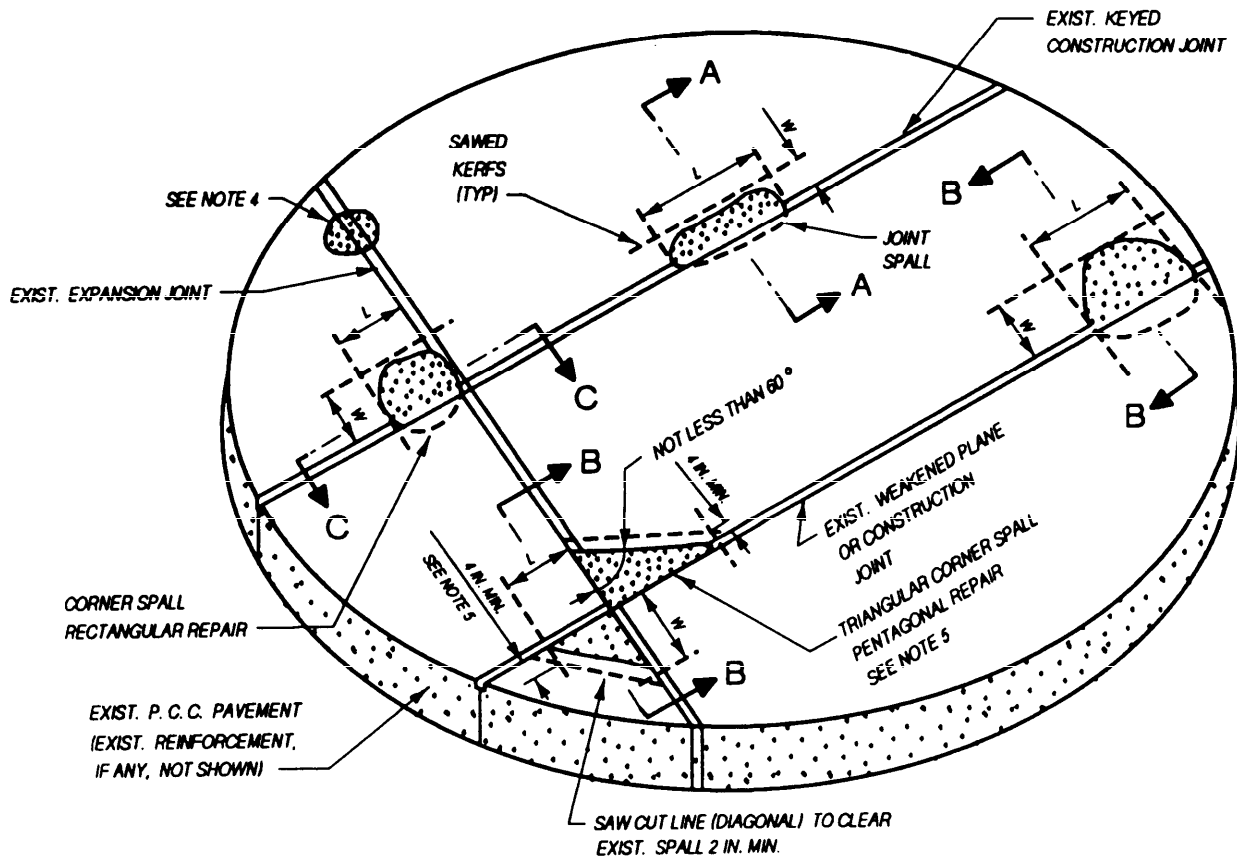 EXIST. KEYED
CONSTRUCTION JOINT
A
SAWED
KERFS
(TYP)
W
L
B
L
SEE NOTE 4
JOINT
SPALL
A
EXIST. EXPANSION JOINT
L
W
W
C
NOT LESS THAN 60°
B
B
4 IN. MIN.
EXIST. WEAKENED PLANE
OR CONSTRUCTION
JOINT
C
L
4 IN. MIN.
SEE NOTE 5
TRIANGULAR CORNER SPALL
PENTAGONAL REPAIR
SEE NOTE 5
W
CORNER SPALL
RECTANGULAR REPAIR
B
EXIST. P. C. C. PAVEMENT
(EXIST. REINFORCEMENT,
IF ANY, NOT SHOWN)
SAW CUT LINE (DIAGONAL) TO CLEAR
EXIST. SPALL 2 IN. MIN.